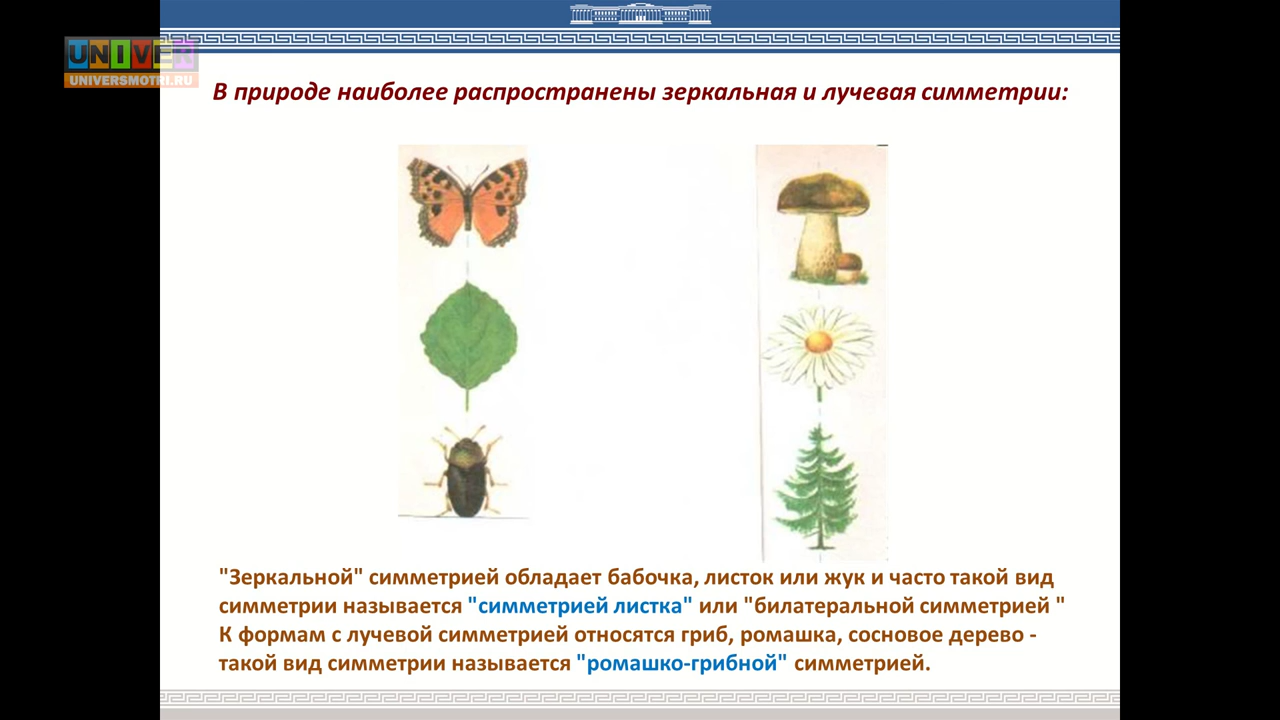 UNIVER
UNIVERSMOTRI.RU
В природе наиболее распространены зеркальная и лучевая симметрии:
"Зеркальной" симметрией обладает бабочка, листок или жук и часто такой вид
симметрии называется "симметрией листка" или "билатеральной симметрией "
К формам с лучевой симметрией относятся гриб, ромашка, сосновое дерево -
такой вид симметрии называется "ромашко-грибной" симметрией.